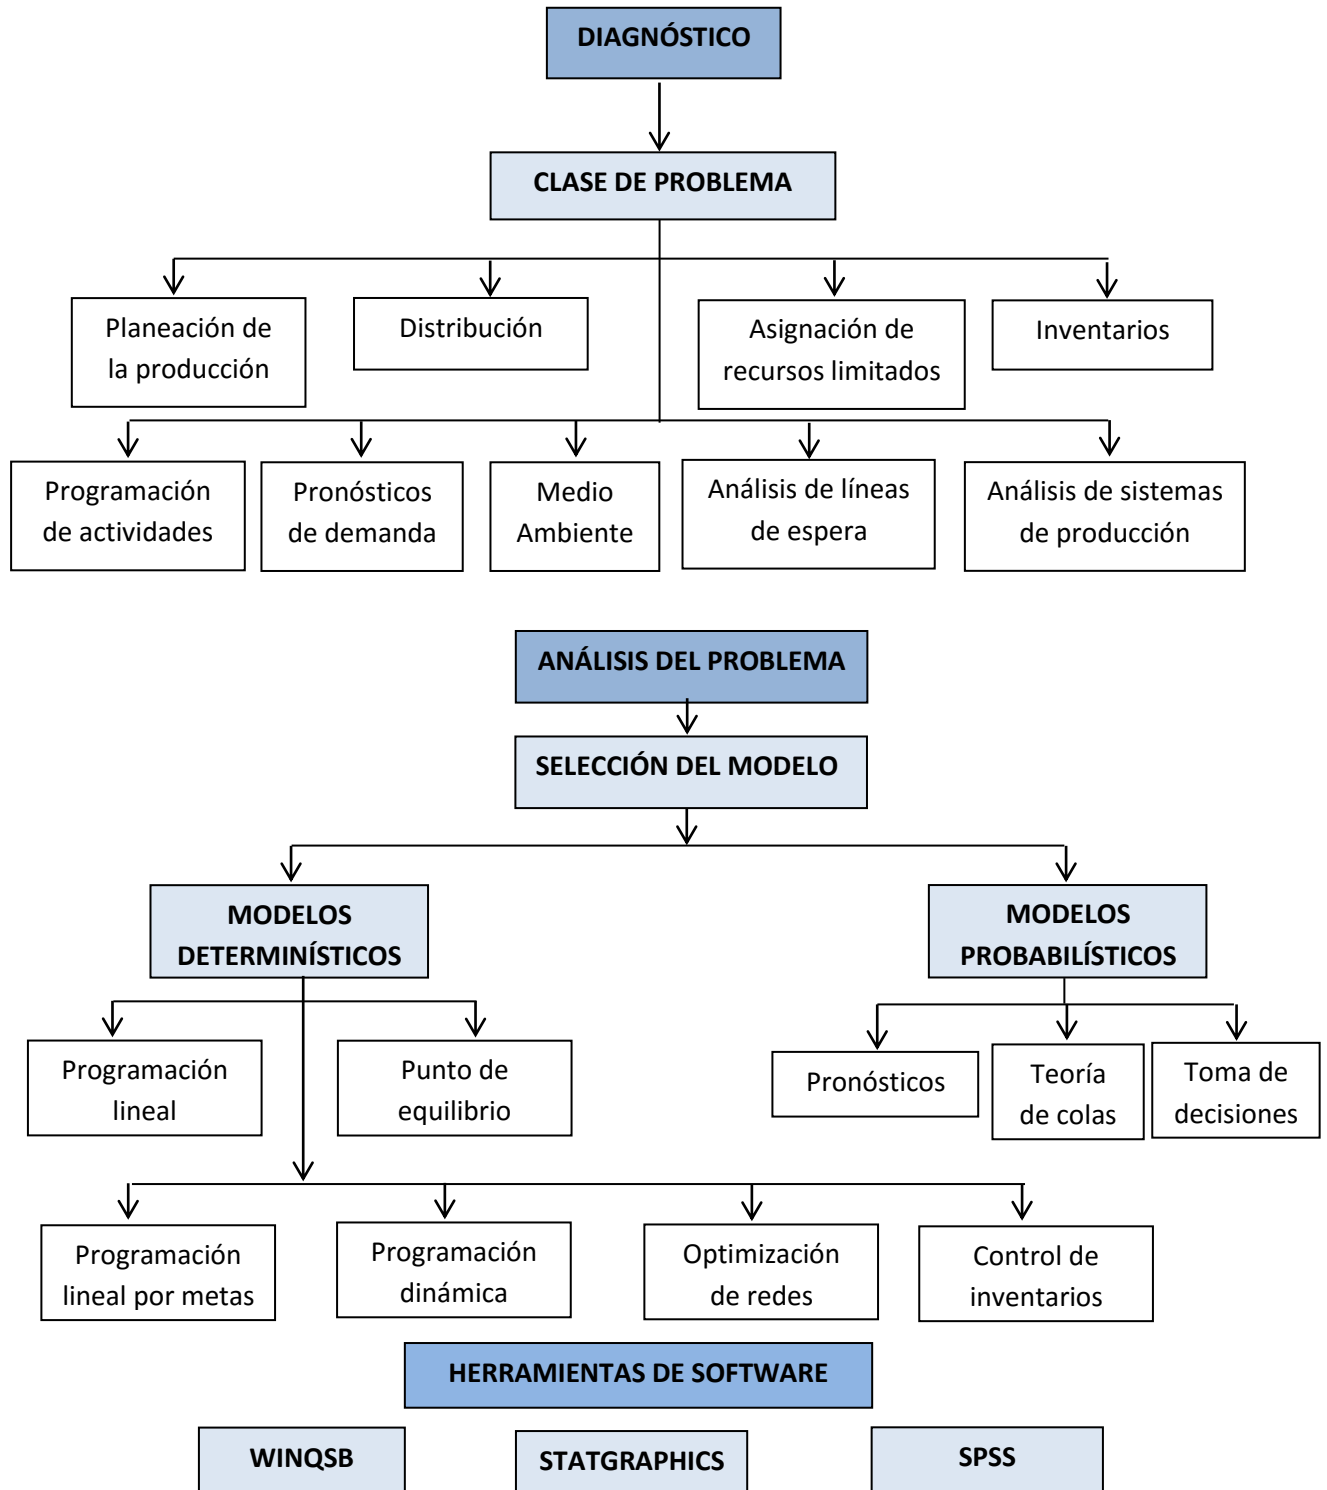 DIAGNÓSTICO
CLASE DE PROBLEMA
Planeación de
la producción
Distribución
Asignación de
recursos limitados
Inventarios
Programación
de actividades
Pronósticos
de demanda
Medio
Ambiente
Análisis de líneas
de espera
Análisis de sistemas
de producción
ANÁLISIS DEL PROBLEMA
SELECCIÓN DEL MODELO
MODELOS
DETERMINÍSTICOS
MODELOS
PROBABILÍSTICOS
Programación
lineal
Punto de
equilibrio
Pronósticos
Teoría
de colas
Toma de
decisiones
Programación
lineal por metas
Programación
dinámica
Optimización
de redes
Control de
inventarios
HERRAMIENTAS DE SOFTWARE
WINQSB
STATGRAPHICS
SPSS